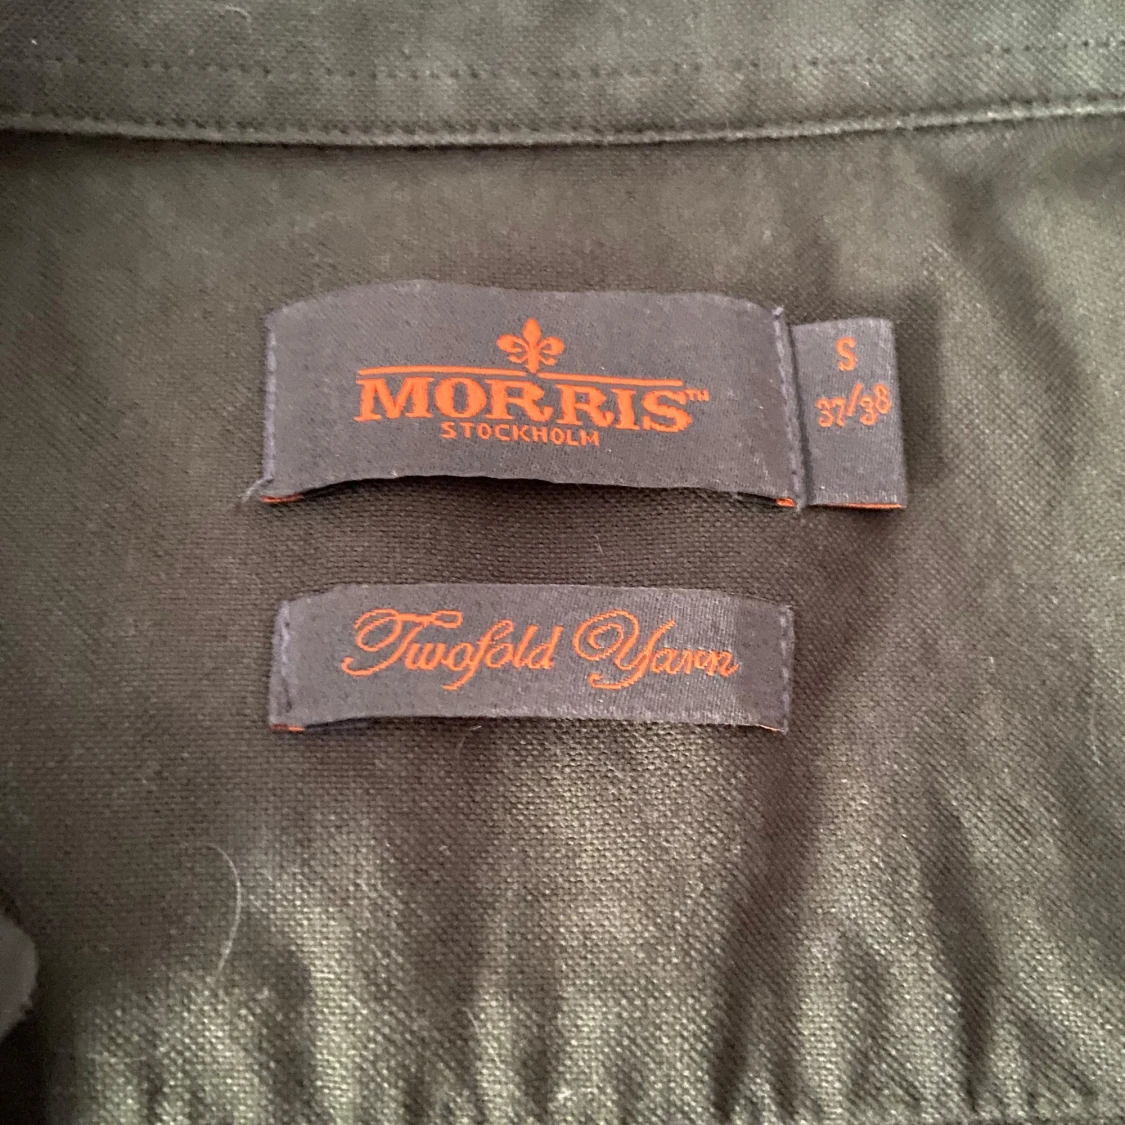 MORRIS™
STOCKHOLM
S
37/38
Twofold Yarn